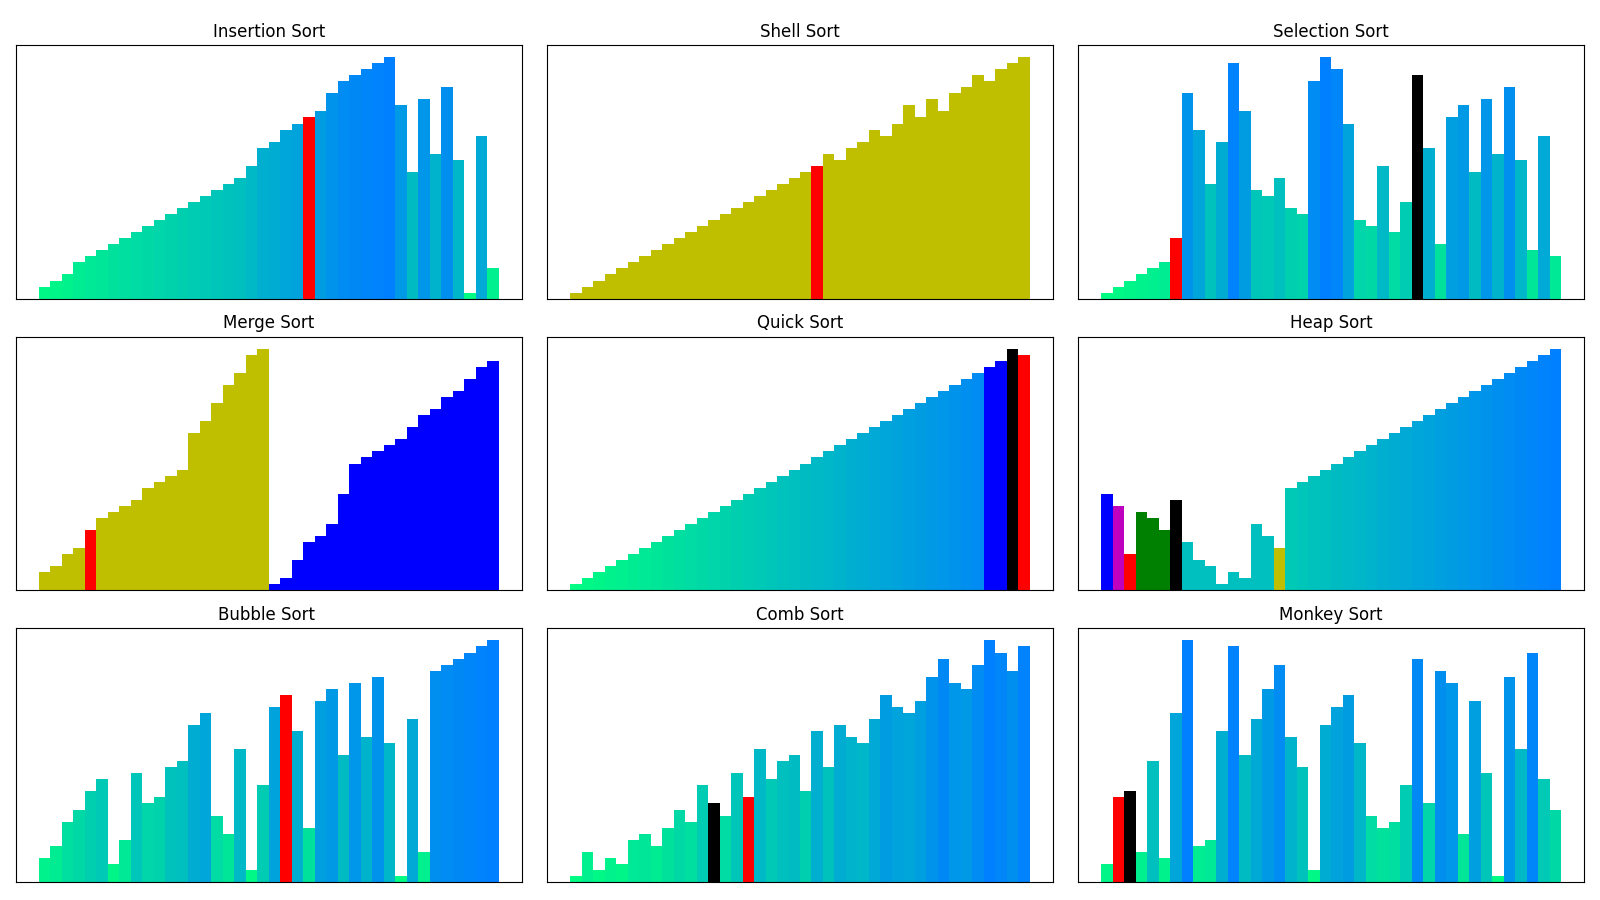 Insertion Sort
Shell Sort
Selection Sort
Merge Sort
Quick Sort
Heap Sort
Bubble Sort
Comb Sort
Monkey Sort